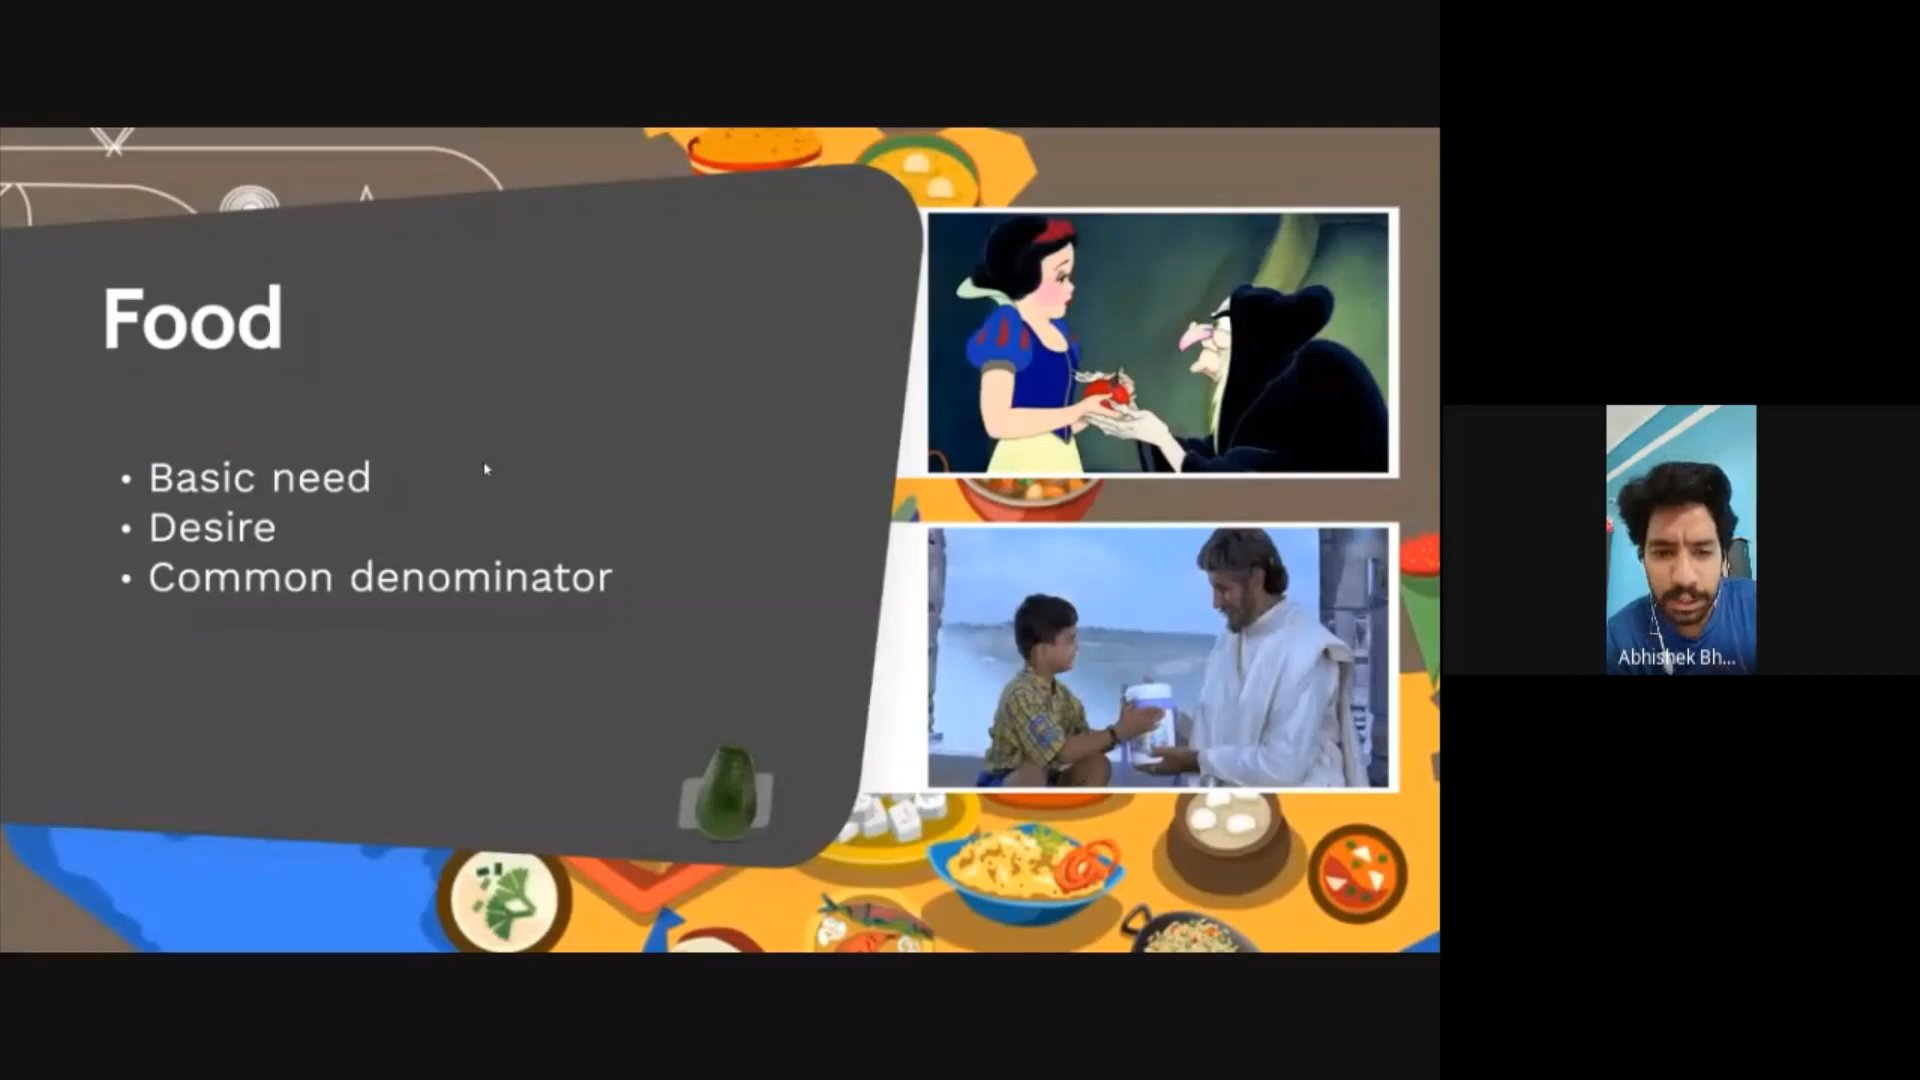 Food
• Basic need
• Desire
• Common denominator
Abhishek Bh...